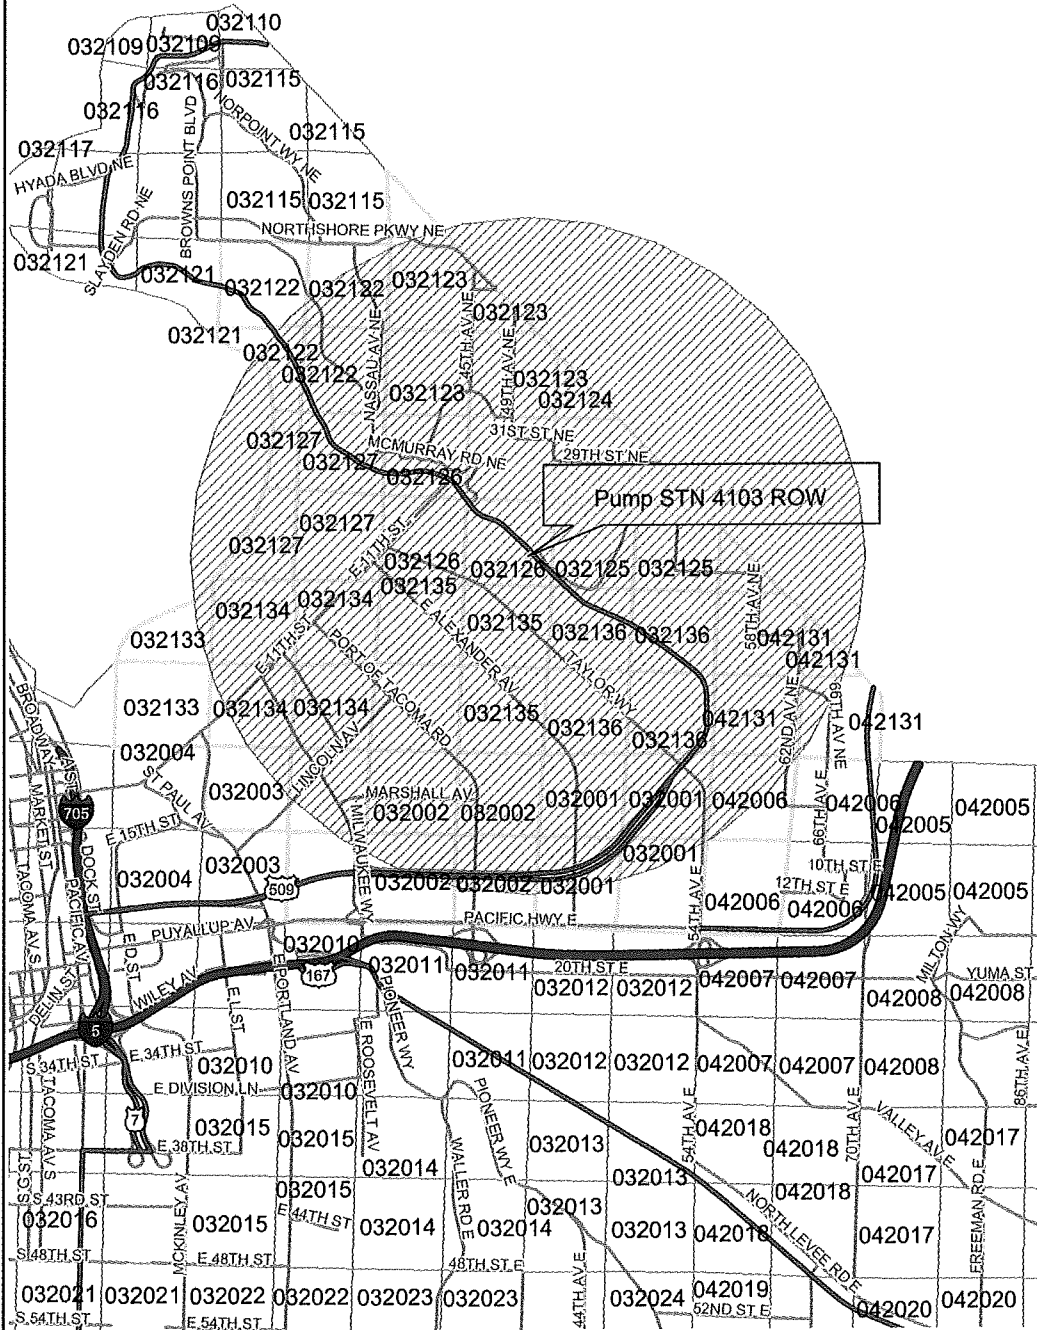 032110
032109 032109
032116 032115
032116
NORPOINT WY NE
032115
BROWNS POINT BLVD
032117
HYADA BLVD NE
SLAYDEN RD NE
032115 032115
NORTHSHORE PKWY NE
032121
032121
032122 032122 032123
032123
45TH AV NE
49TH AV NE
NASSAU AV NE
032121
032122
032122
032123
032123
032124
31ST ST NE
29TH ST NE
032127
MCMURRAY RD NE
032127
032126
Pump STN 4103 ROW
032127
032127
E 11TH ST
032126
032126 032125 032125
032135
58TH AV NE
032134
032134
E ALEXANDER AV
032135
032136 032136
042131
032133
E 11TH ST
PORT OF TACOMA RD
TAYLOR WY
042131
62ND AV NE
69TH AV NE
032133 032134 032134
032135
032136
032136
042131
042131
BROADWAY
032004
ST PAUL AV
LINCOLN AV
032003
MARSHALL AV
032002 032002
032001 032001 042006
66TH AV E
042006
042005
042005
705
MARKET ST
DOCK ST
E 15TH ST
MILWAUKEE WY
032001
10TH ST E
12TH ST E
TACOMA AV S
PACIFIC AV
032004
032003
509
032002 032002 032001
54TH AV E
042006
042006
042005 042005
PUYALLUP AV
PACIFIC HWY E
E D ST
032010
167
032011
032011
20TH ST E
032012 032012
042007 042007
MILTON WY
YUMA ST
042008
042008
DELIN ST
WILEY AV
E L ST
E PORTLAND AV
PIONEER WY
E ROOSEVELT AV
5
S 34TH ST
E 34TH ST
032010
032011 032012 032012 042007 042007 042008
86TH AV E
TACOMA AV S
E DIVISION LN
032010
7
032015
E 38TH ST
032015
PIONEER WY E
WALLER RD E
032013
54TH AV E
70TH AV E
042018
042018
VALLEY AV E
042017
032014
032013
042017
S G ST
S 43RD ST
032016
MCKINLEY AV
032015
032015
E 44TH ST
032014
032014
032013
032013
042018
042018
NORTH LEVEE RD E
042017
FREEMAN RD E
S 48TH ST
E 48TH ST
48TH ST E
44TH AV E
032021 032021 032022 032022 032023 032023
032024
042019
52ND ST E
042020 042020
S 54TH ST
E 54TH ST